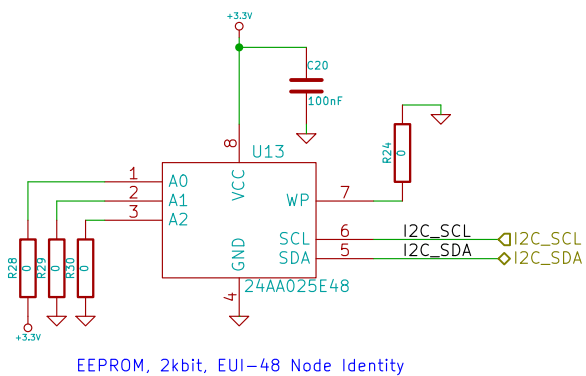 +3.3V
C20
100nF
U13
8
VCC
R24
0
1
A0
2
A1
3
A2
WP
7
SCL
6
I2C_SCL
I2C_SCL
SDA
5
I2C_SDA
I2C_SDA
GND
4
24AA025E48
R28
0
R29
0
R30
0
+3.3V
EEPROM, 2kbit, EUI-48 Node Identity